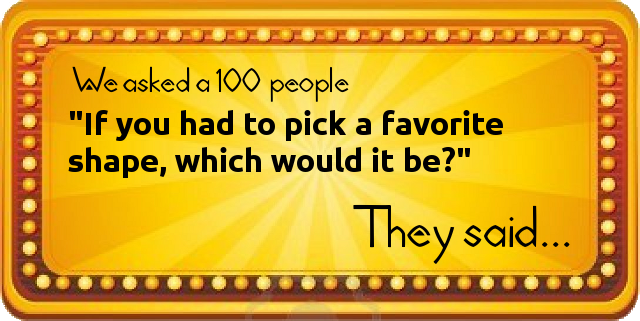 We asked a 100 people
"If you had to pick a favorite
shape, which would it be?"
They said...